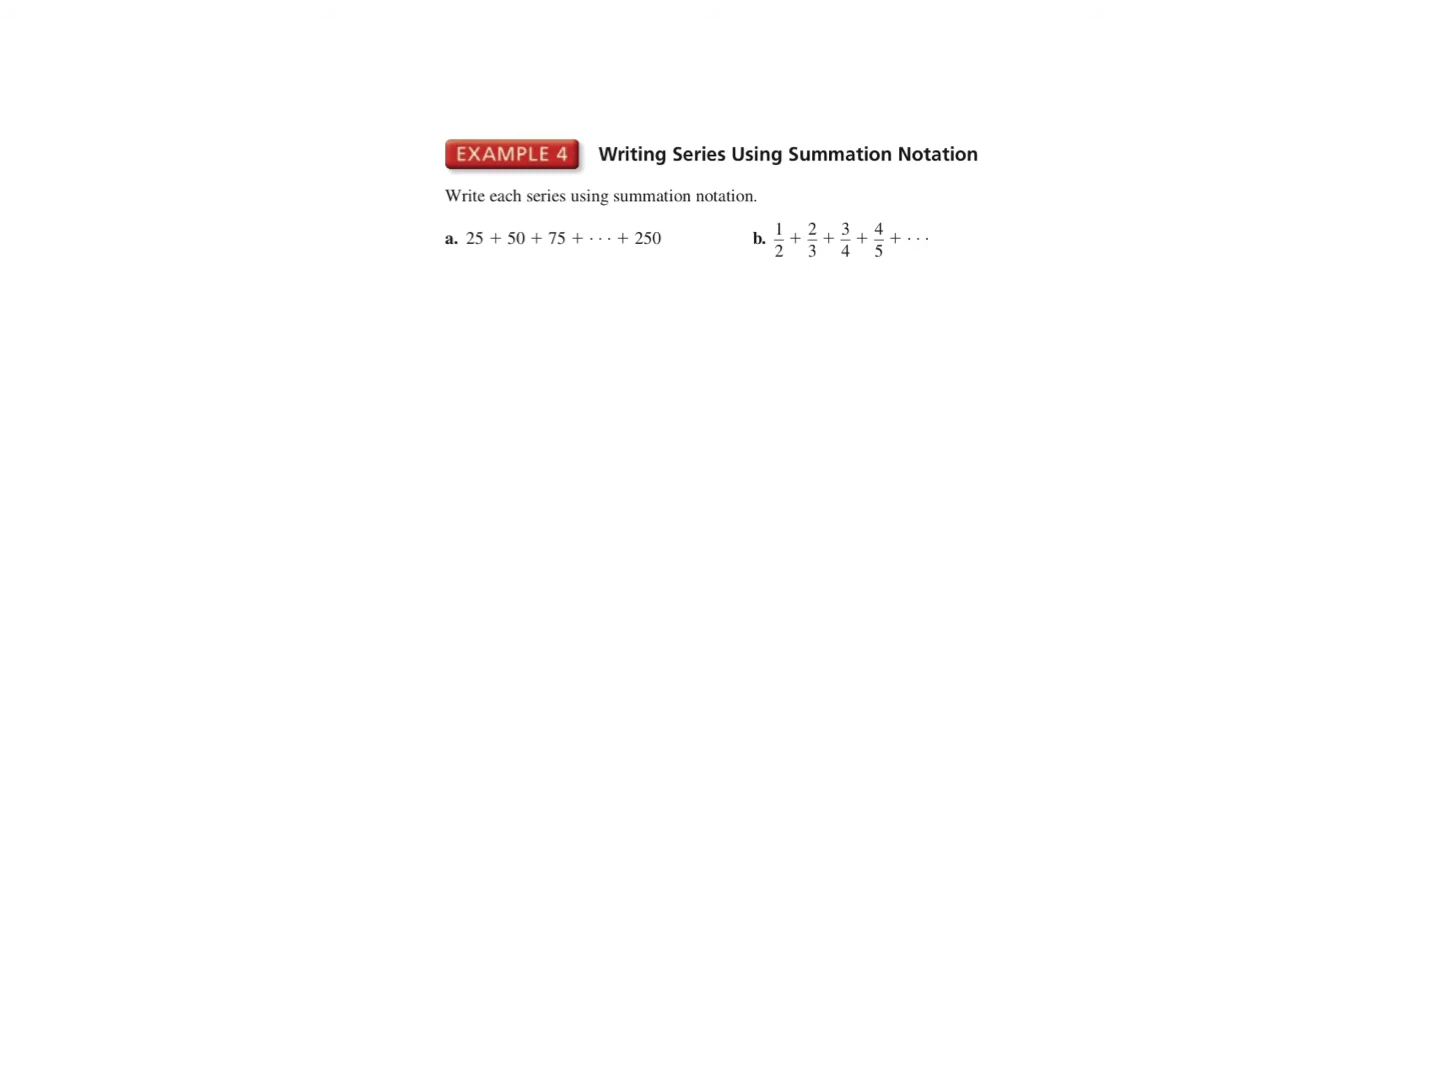 EXAMPLE 4 Writing Series Using Summation Notation
Write each series using summation notation.
a. 25 + 50 + 75 + · · · + 250 b. 1/2 + 2/3 + 3/4 + 4/5 + · · ·